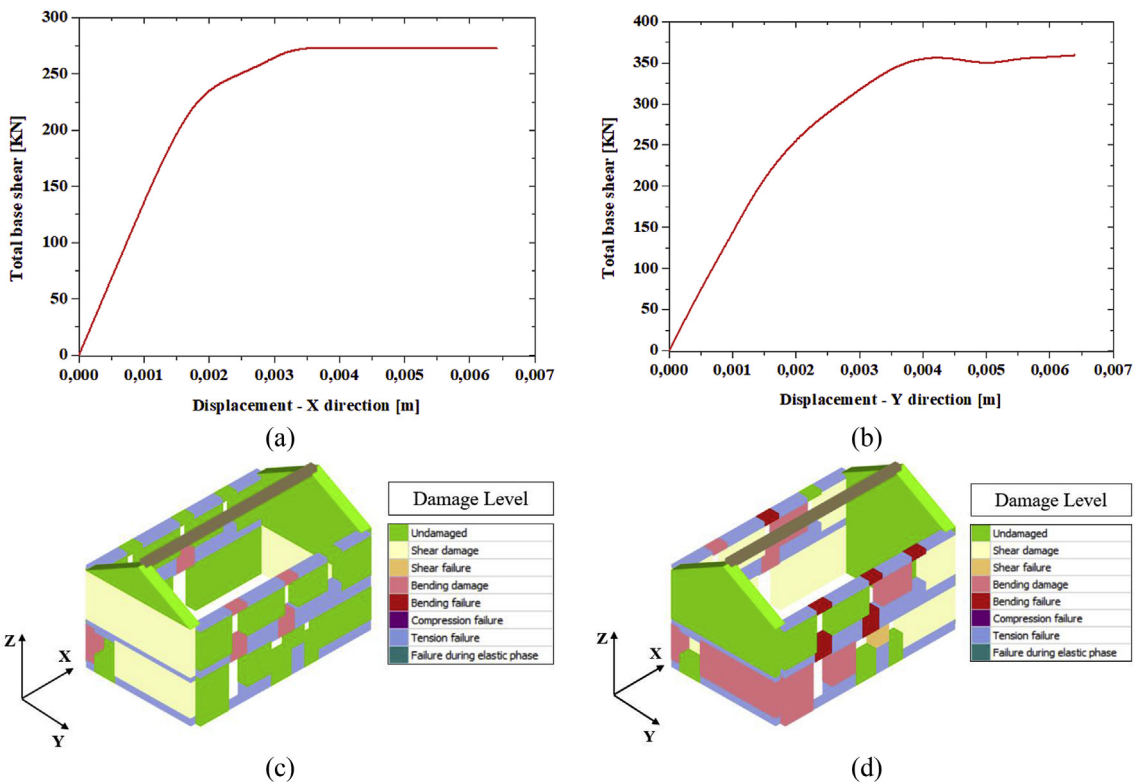 300
250
200
150
100
50
0
Total base shear [KN]
0,000 0,001 0,002 0,003 0,004 0,005 0,006 0,007
Displacement - X direction [m]
(a)
400
350
300
250
200
150
100
50
0
Total base shear [KN]
0,000 0,001 0,002 0,003 0,004 0,005 0,006 0,007
Displacement - Y direction [m]
(b)
Z
X
Y
Damage Level
Undamaged
Shear damage
Shear failure
Bending damage
Bending failure
Compression failure
Tension failure
Failure during elastic phase
(c)
Z
X
Y
Damage Level
Undamaged
Shear damage
Shear failure
Bending damage
Bending failure
Compression failure
Tension failure
Failure during elastic phase
(d)